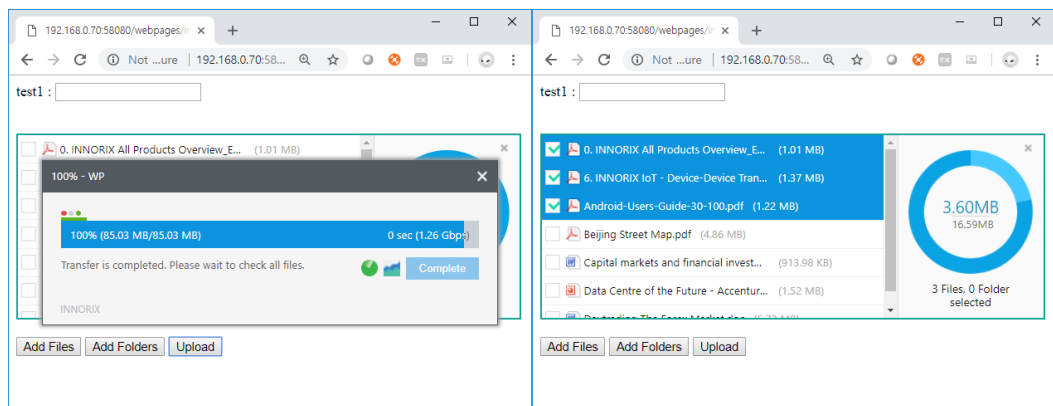 192.168.0.70:58080/webpages/i
Not ...ure | 192.168.0.70:58...
test1 :
0. INNORIX All Products Overview_E... (1.01 MB)
100% - WP
100% (85.03 MB/85.03 MB) 0 sec (1.26 Gbps)
Transfer is completed. Please wait to check all files.
Complete
INNORIX
Add Files Add Folders Upload
192.168.0.70:58080/webpages/i
Not ...ure | 192.168.0.70:58...
test1 :
0. INNORIX All Products Overview_E... (1.01 MB)
6. INNORIX IoT - Device-Device Tran... (1.37 MB)
Android-Users-Guide-30-100.pdf (1.22 MB)
Beijing Street Map.pdf (4.86 MB)
Capital markets and financial invest... (913.98 KB)
Data Centre of the Future - Accentur... (1.52 MB)
3.60MB
16.59MB
3 Files, 0 Folder
selected
Add Files Add Folders Upload